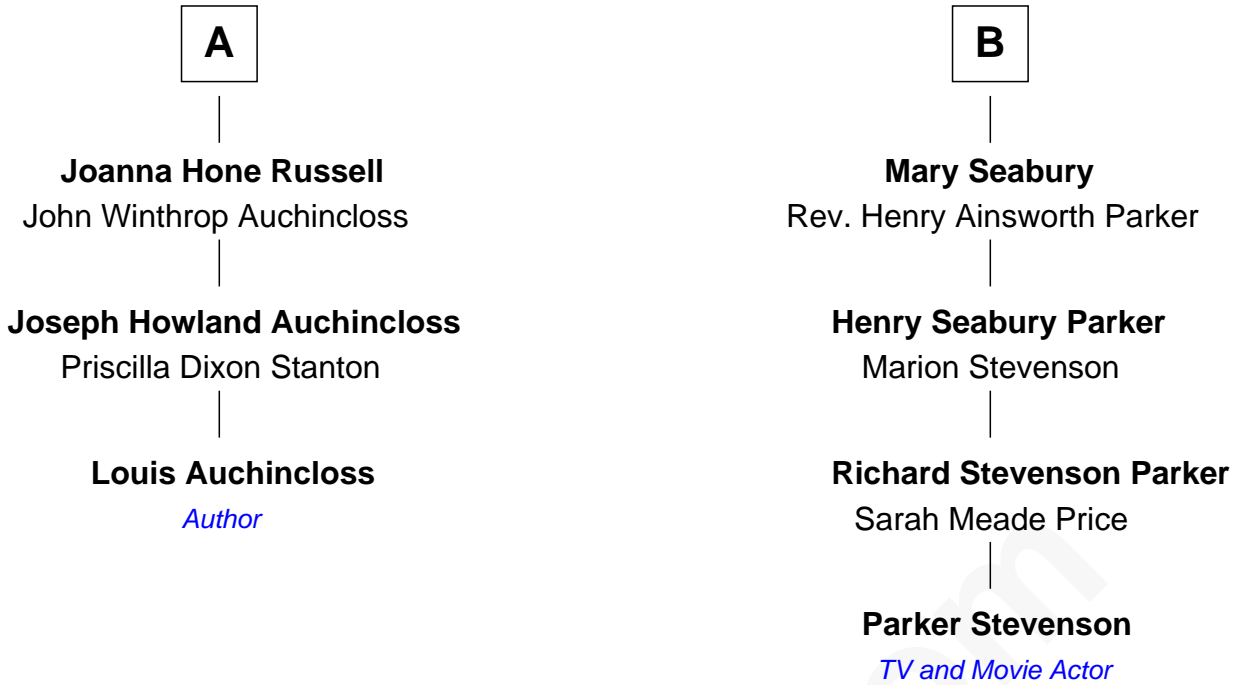 A
Joanna Hone Russell
John Winthrop Auchincloss
Joseph Howland Auchincloss
Priscilla Dixon Stanton
Louis Auchincloss
Author
B
Mary Seabury
Rev. Henry Ainsworth Parker
Henry Seabury Parker
Marion Stevenson
Richard Stevenson Parker
Sarah Meade Price
Parker Stevenson
TV and Movie Actor